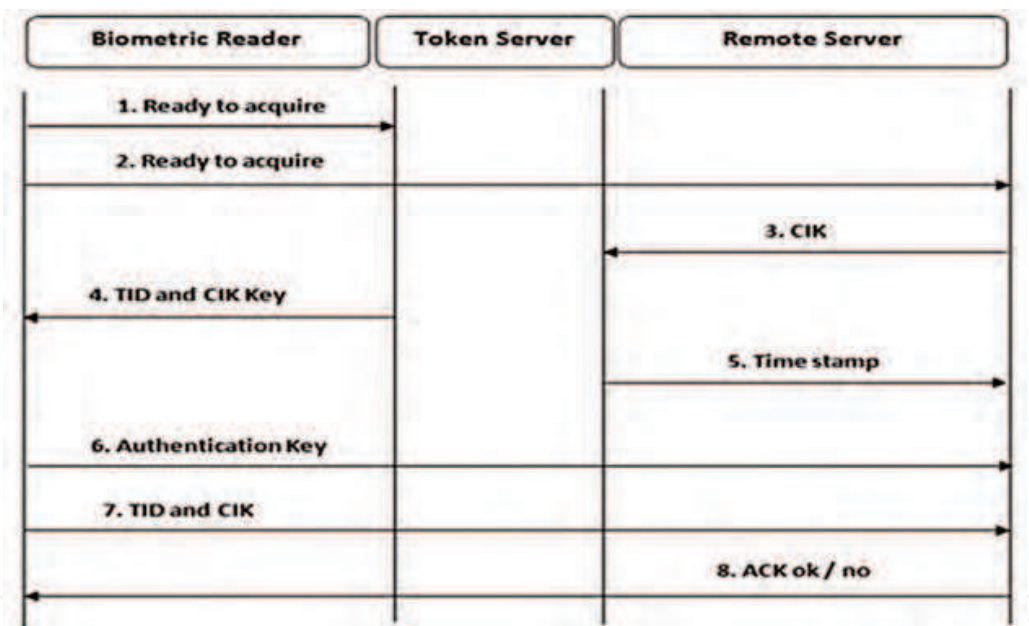 Biometric Reader
Token Server
Remote Server
1. Ready to acquire
2. Ready to acquire
3. CIK
4. TID and CIK Key
5. Time stamp
6. Authentication Key
7. TID and CIK
8. ACK ok / no